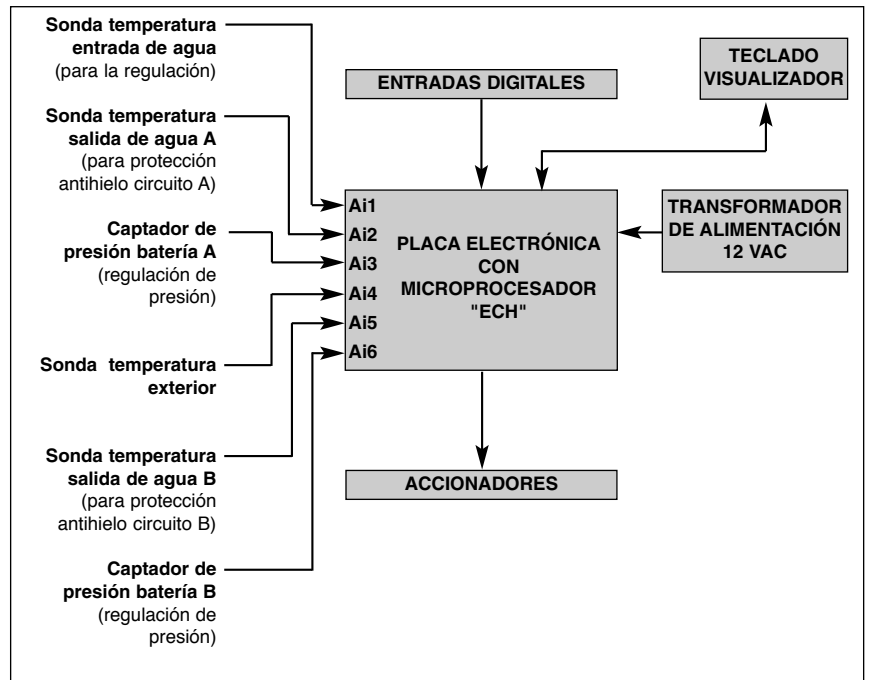 Sonda temperatura
entrada de agua
(para la regulación)
Sonda temperatura
salida de agua A
(para protección
antihielo circuito A)
Captador de
presión batería A
(regulación de
presión)
Sonda temperatura
exterior
Sonda temperatura
salida de agua B
(para protección
antihielo circuito B)
Captador de
presión batería B
(regulación de
presión)
ENTRADAS DIGITALES
TECLADO
VISUALIZADOR
Ai1
Ai2
Ai3
Ai4
Ai5
Ai6
PLACA ELECTRÓNICA
CON
MICROPROCESADOR
"ECH"
TRANSFORMADOR
DE ALIMENTACIÓN
12 VAC
ACCIONADORES